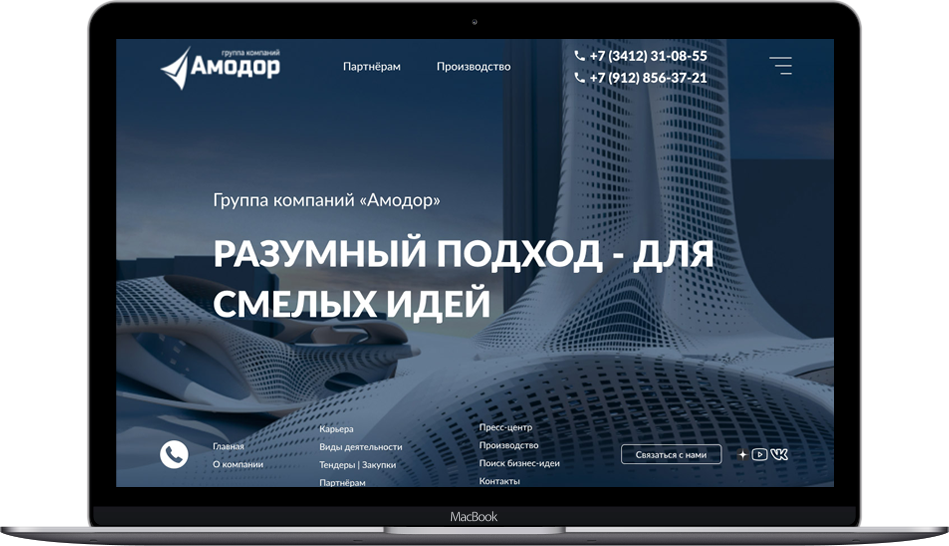 группа компаний
Амодор
Партнёрам
Производство
+7 (3412) 31-08-55
+7 (912) 856-37-21
Группа компаний «Амодор»
РАЗУМНЫЙ ПОДХОД - ДЛЯ
СМЕЛЫХ ИДЕЙ
Главная
О компании
Карьера
Виды деятельности
Тендеры | Закупки
Партнёрам
Пресс-центр
Производство
Поиск бизнес-идеи
Контакты
Связаться с нами
MacBook